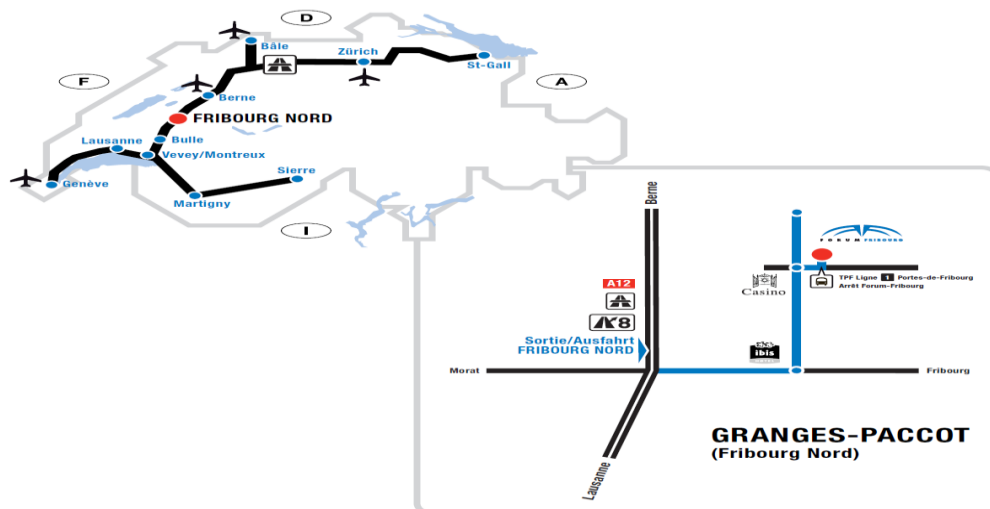 D
Bâle
Zürich
St-Gall
F
A
Berne
FRIBOURG NORD
Lausanne
Bulle
Vevey/Montreux
Sierre
Genève
Martigny
I
Berne
FORUM FRIBOURG
A12
Casino
TPF Ligne 1 Portes-de-Fribourg
Arrêt Forum-Fribourg
8
Sortie/Ausfahrt
FRIBOURG NORD
ibis
Morat
Fribourg
GRANGES-PACCOT
(Fribourg Nord)
Lausanne